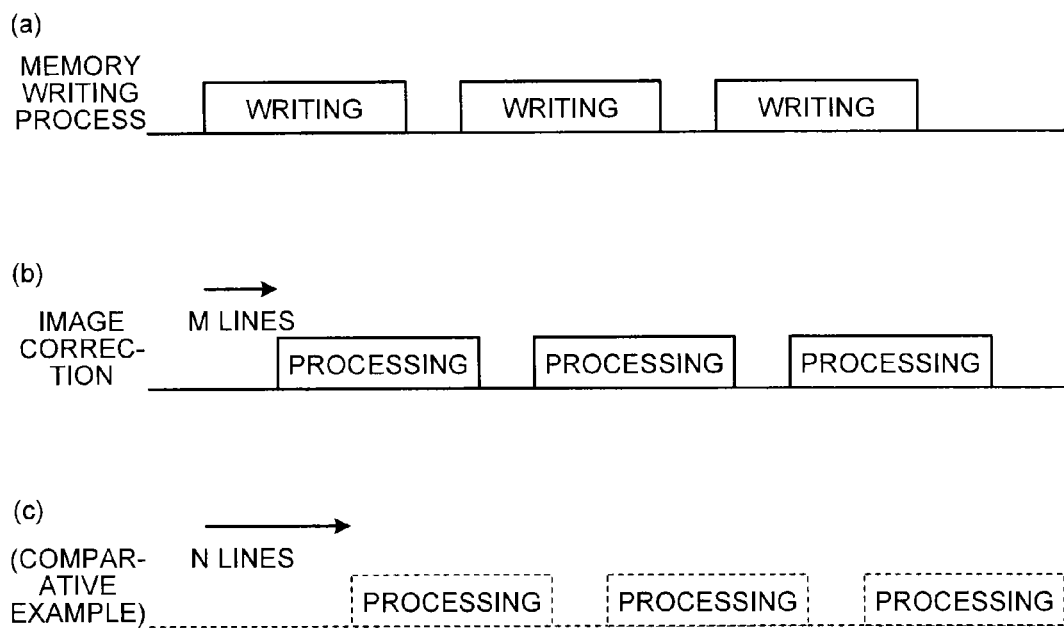 (a)
MEMORY
WRITING
PROCESS
WRITING WRITING WRITING
(b)
IMAGE
CORREC-
TION
M LINES
PROCESSING PROCESSING PROCESSING
(c)
(COMPAR-
ATIVE
EXAMPLE)
N LINES
PROCESSING PROCESSING PROCESSING